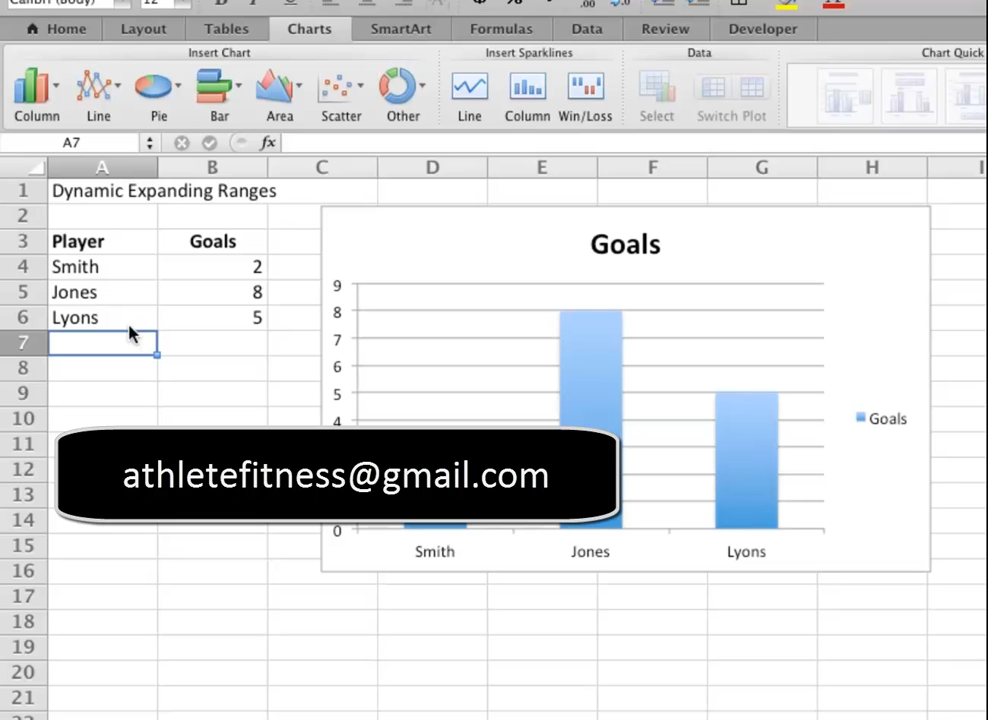 Calibri (Body) 12
Home Layout Tables Charts SmartArt Formulas Data Review Developer
Insert Chart Insert Sparklines Data Chart Quick
Column Line Pie Bar Area Scatter Other Line Column Win/Loss Select Switch Plot
A7 fx
A B C D E F G H I
1 Dynamic Expanding Ranges
2
3 Player Goals
4 Smith 2
5 Jones 8
6 Lyons 5
7
8
9
10
11
12
13
14
15
16
17
18
19
20
21
Goals
9
8
7
6
5
4
0
Smith Jones Lyons
Goals
athletefitness@gmail.com